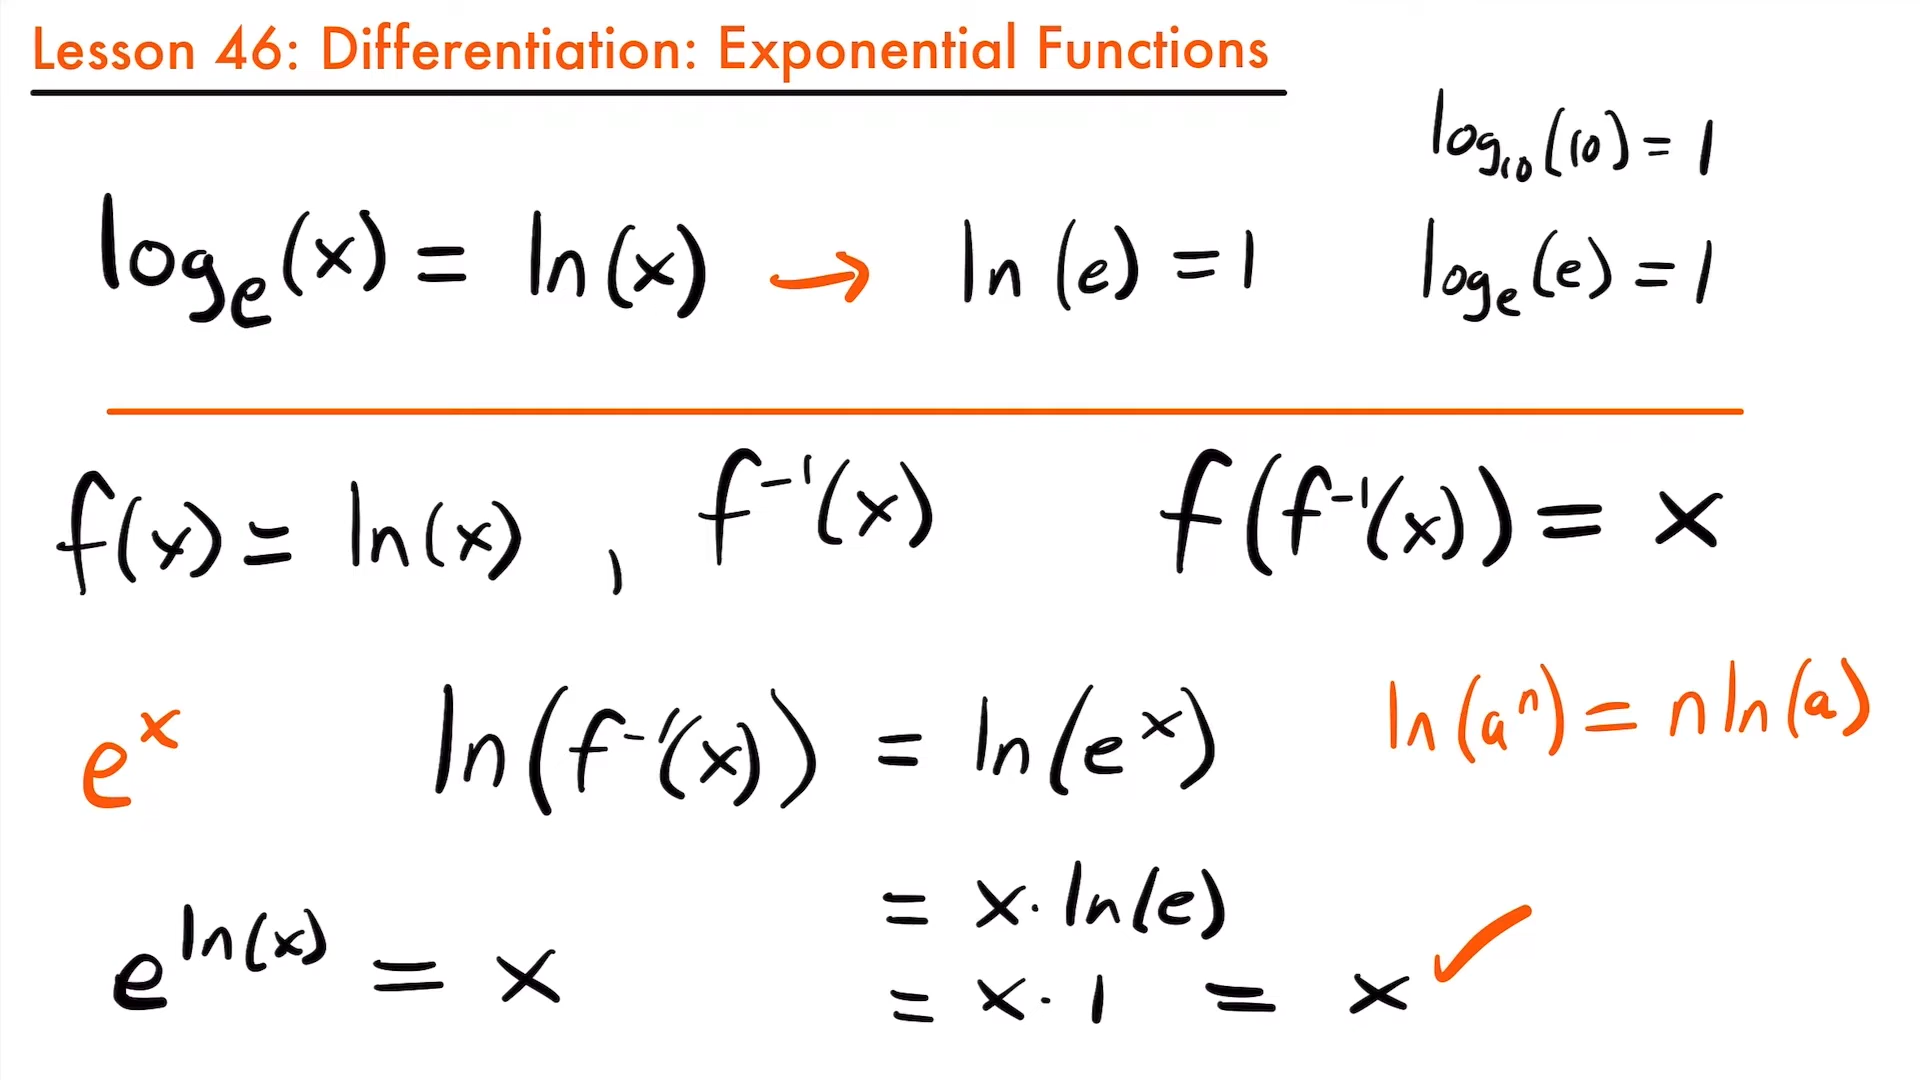 Lesson 46: Differentiation: Exponential Functions
log₁₀(10) = 1
logₑ(x) = ln(x) → ln(e) = 1
logₑ(e) = 1
f(x) = ln(x) , f⁻¹(x)
f(f⁻¹(x)) = x
eˣ
ln(f⁻¹(x)) = ln(eˣ)
ln(aⁿ) = n ln(a)
= x · ln(e)
e^ln(x) = x
= x · 1 = x ✓